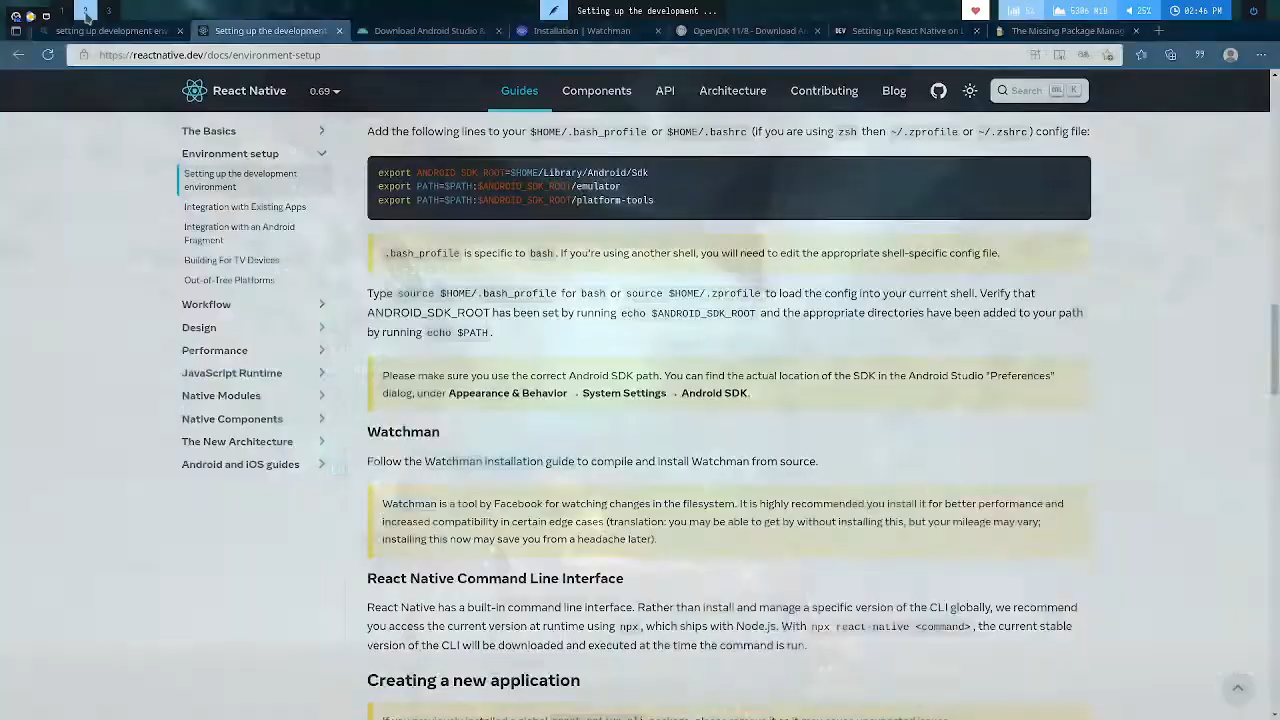 1 2 3
Setting up the development ...
25%
02:46 PM
setting up development env
Setting up the development
Download Android Studio &
Installation | Watchman
OpenJDK 11/8 - Download An
DEV Setting up React Native on L
The Missing Package Manag
https://reactnative.dev/docs/environment-setup
React Native
0.69
Guides
Components
API
Architecture
Contributing
Blog
Search
K
The Basics
Environment setup
Setting up the development
environment
Integration with Existing Apps
Integration with an Android
Fragment
Building For TV Devices
Out-of-Tree Platforms
Workflow
Design
Performance
JavaScript Runtime
Native Modules
Native Components
The New Architecture
Android and iOS guides
Add the following lines to your $HOME/.bash_profile or $HOME/.bashrc (if you are using zsh then ~/.zprofile or ~/.zshrc) config file:
export ANDROID_SDK_ROOT=$HOME/Library/Android/Sdk
export PATH=$PATH:$ANDROID_SDK_ROOT/emulator
export PATH=$PATH:$ANDROID_SDK_ROOT/platform-tools
.bash_profile is specific to bash. If you're using another shell, you will need to edit the appropriate shell-specific config file.
Type source $HOME/.bash_profile for bash or source $HOME/.zprofile to load the config into your current shell. Verify that
ANDROID_SDK_ROOT has been set by running echo $ANDROID_SDK_ROOT and the appropriate directories have been added to your path
by running echo $PATH.
Please make sure you use the correct Android SDK path. You can find the actual location of the SDK in the Android Studio "Preferences"
dialog, under Appearance & Behavior → System Settings → Android SDK.
Watchman
Follow the Watchman installation guide to compile and install Watchman from source.
Watchman is a tool by Facebook for watching changes in the filesystem. It is highly recommended you install it for better performance and
increased compatibility in certain edge cases (translation: you may be able to get by without installing this, but your mileage may vary;
installing this now may save you from a headache later).
React Native Command Line Interface
React Native has a built-in command line interface. Rather than install and manage a specific version of the CLI globally, we recommend
you access the current version at runtime using npx, which ships with Node.js. With npx react-native <command>, the current stable
version of the CLI will be downloaded and executed at the time the command is run.
Creating a new application